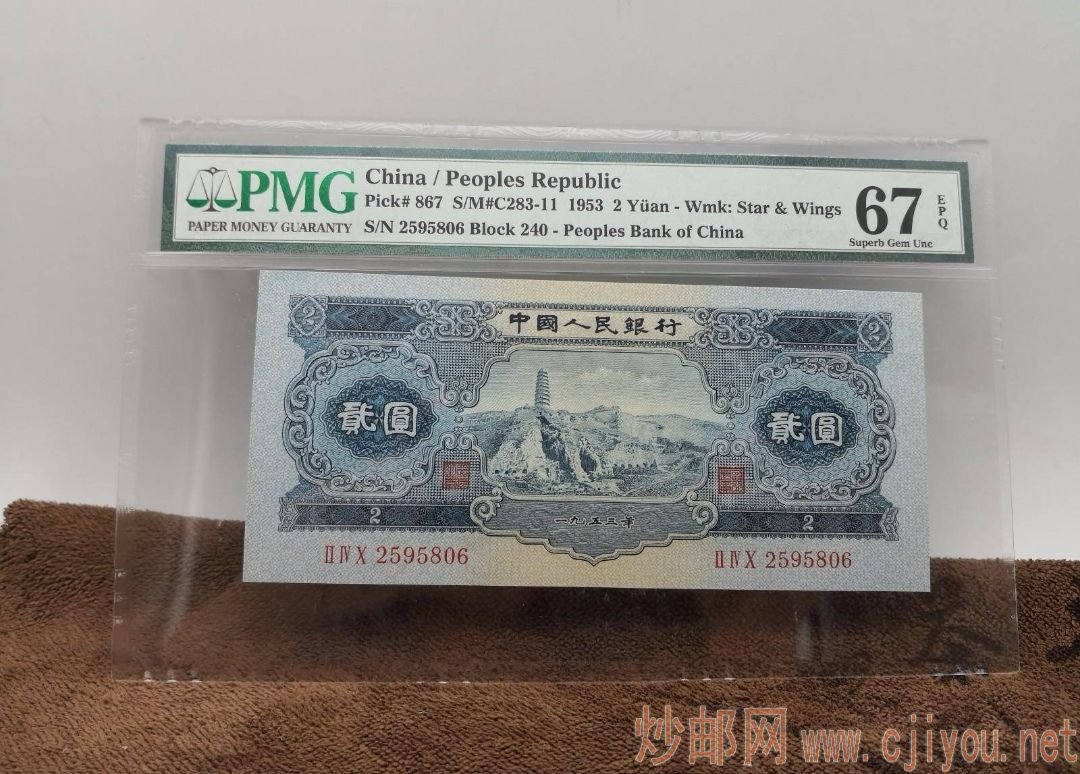 PMG
PAPER MONEY GUARANTY
China / Peoples Republic
Pick# 867 S/M#C283-11 1953 2 Yüan - Wmk: Star & Wings
S/N 2595806 Block 240 - Peoples Bank of China
67
EPQ
Superb Gem Unc
2
2
中國人民銀行
貳圓
貳圓
2
一九五三年
2
II IV X 2595806
II IV X 2595806
炒邮网 www.cjiyou.net